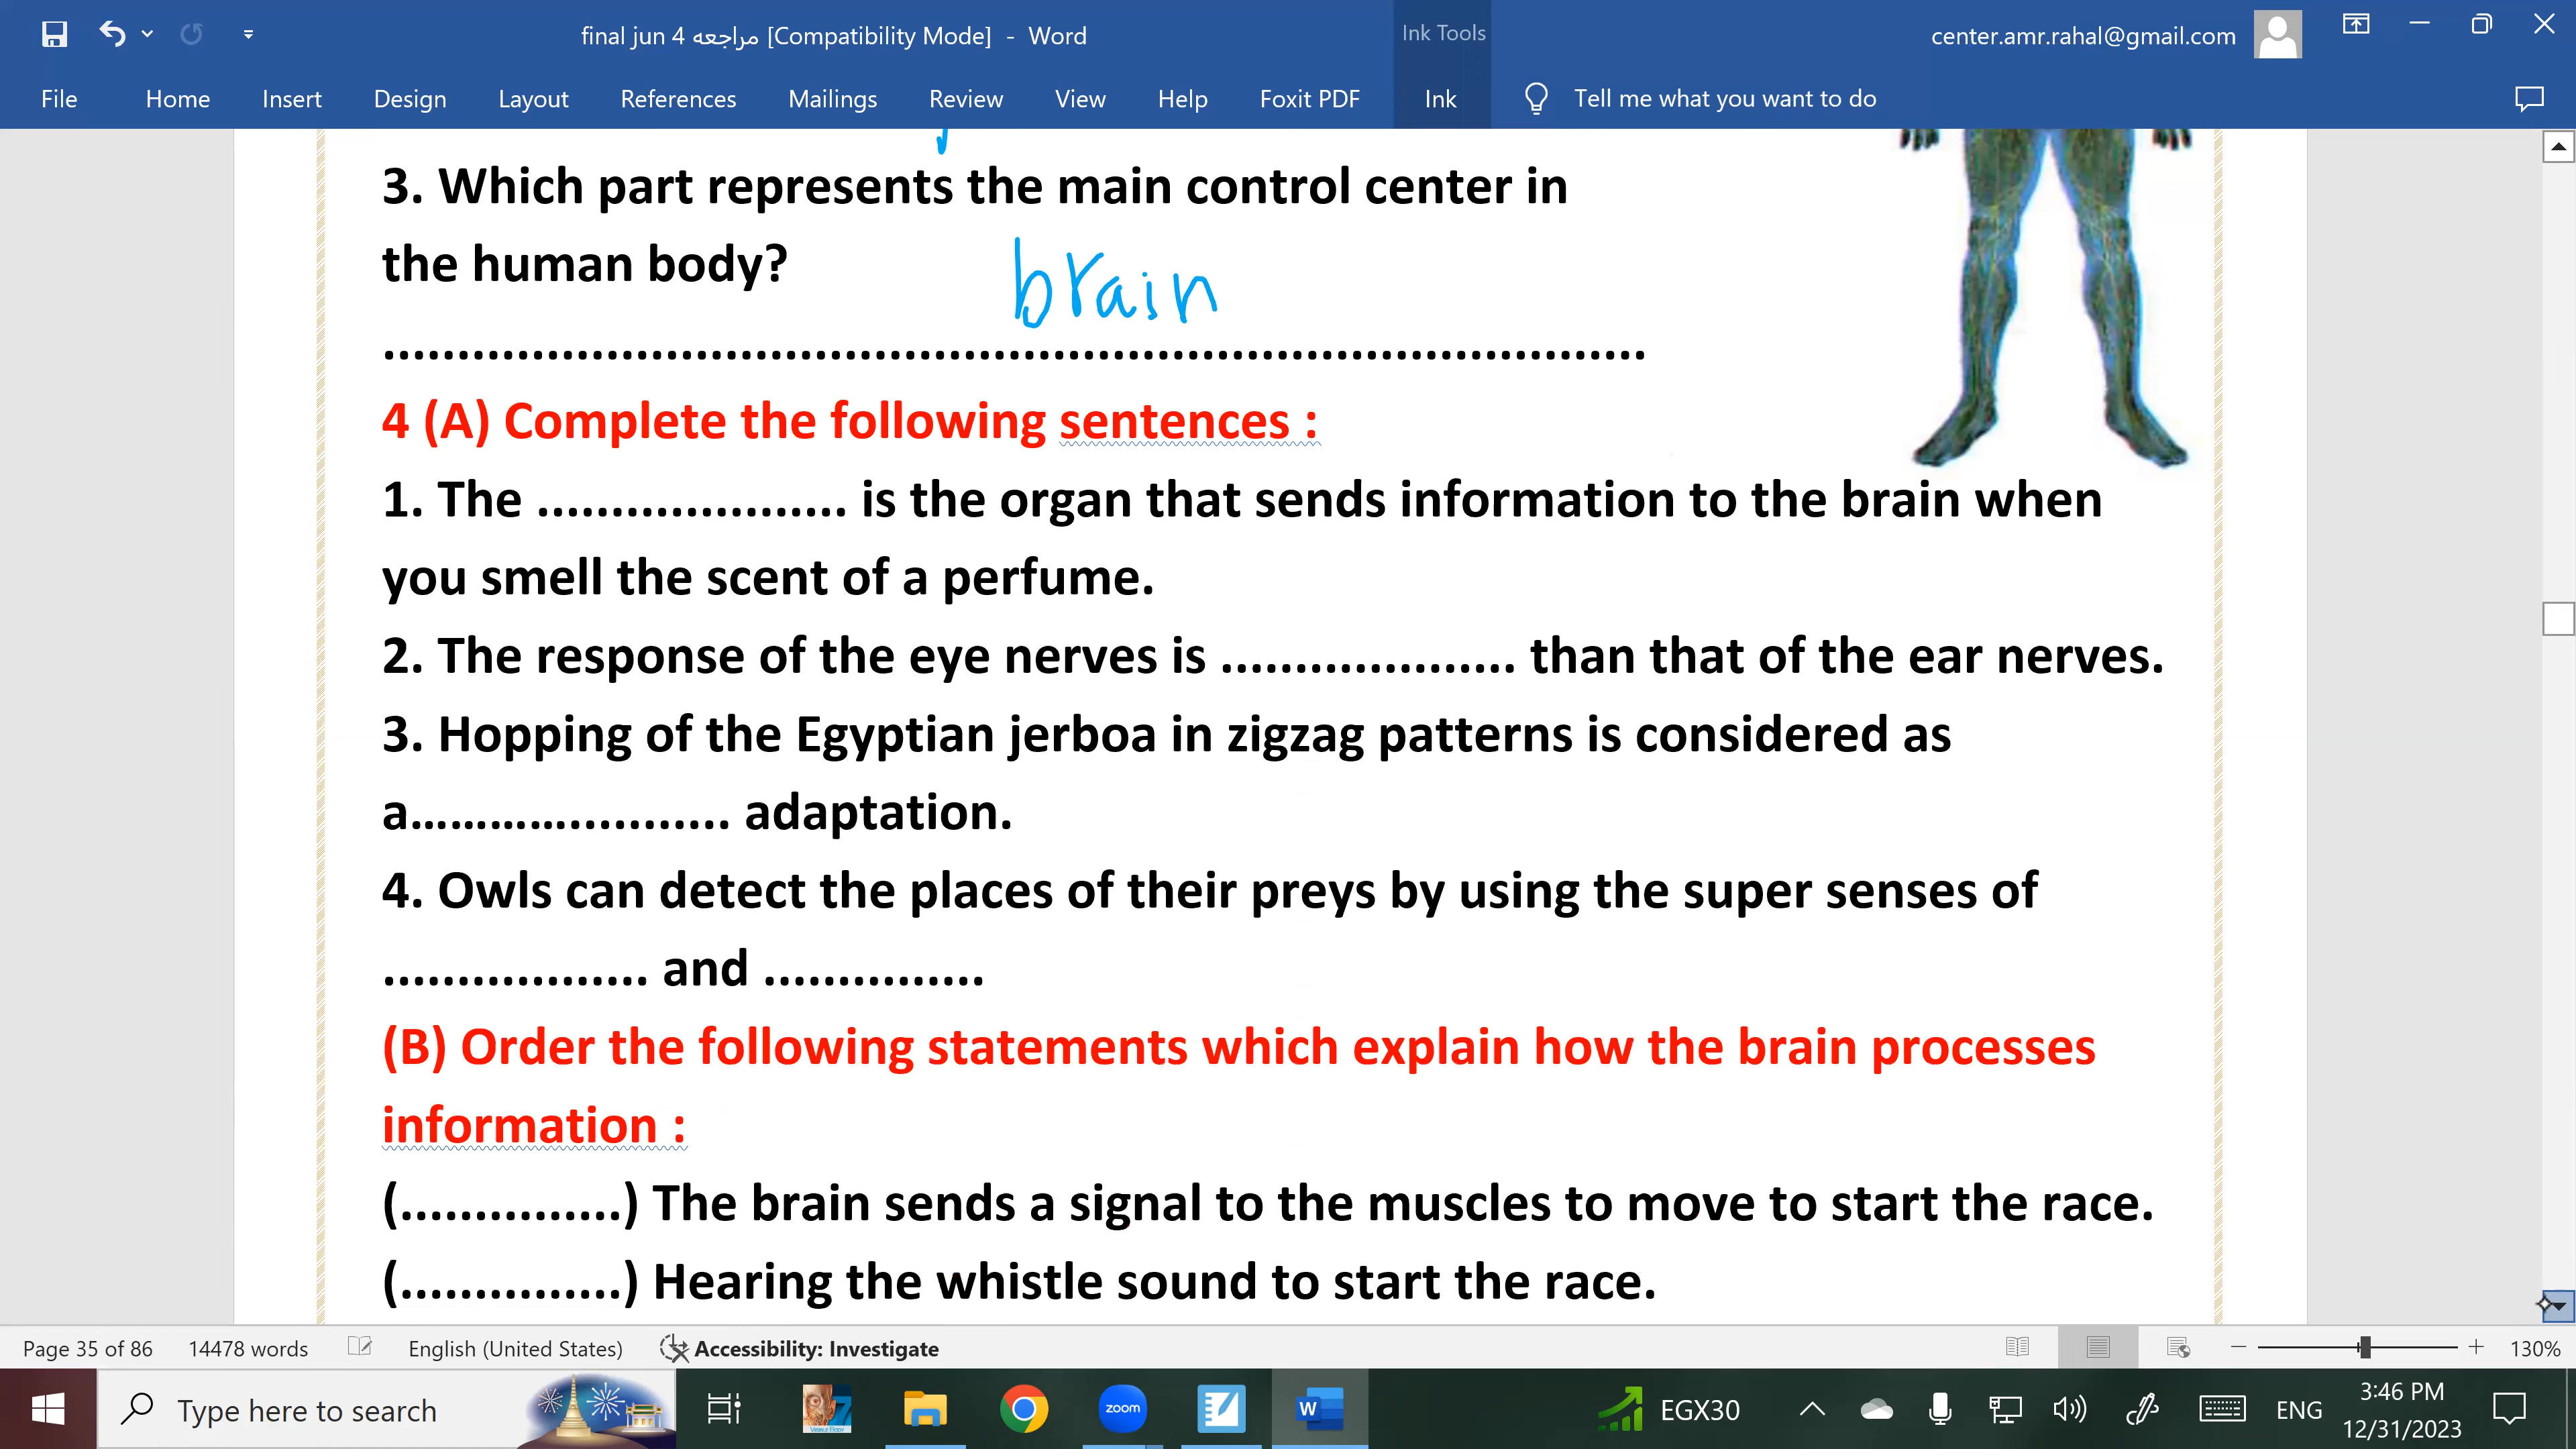 final jun 4 مراجعه [Compatibility Mode] - Word
Ink Tools
center.amr.rahal@gmail.com
File Home Insert Design Layout References Mailings Review View Help Foxit PDF Ink Tell me what you want to do
3. Which part represents the main control center in
the human body?
brain
......................................................................................
4 (A) Complete the following sentences :
1. The ..................... is the organ that sends information to the brain when
you smell the scent of a perfume.
2. The response of the eye nerves is .................... than that of the ear nerves.
3. Hopping of the Egyptian jerboa in zigzag patterns is considered as
a…………............ adaptation.
4. Owls can detect the places of their preys by using the super senses of
.................. and ...............
(B) Order the following statements which explain how the brain processes
information :
(...............) The brain sends a signal to the muscles to move to start the race.
(...............) Hearing the whistle sound to start the race.
Page 35 of 86 14478 words English (United States) Accessibility: Investigate 130%
Type here to search zoom W EGX30 ENG 3:46 PM
12/31/2023